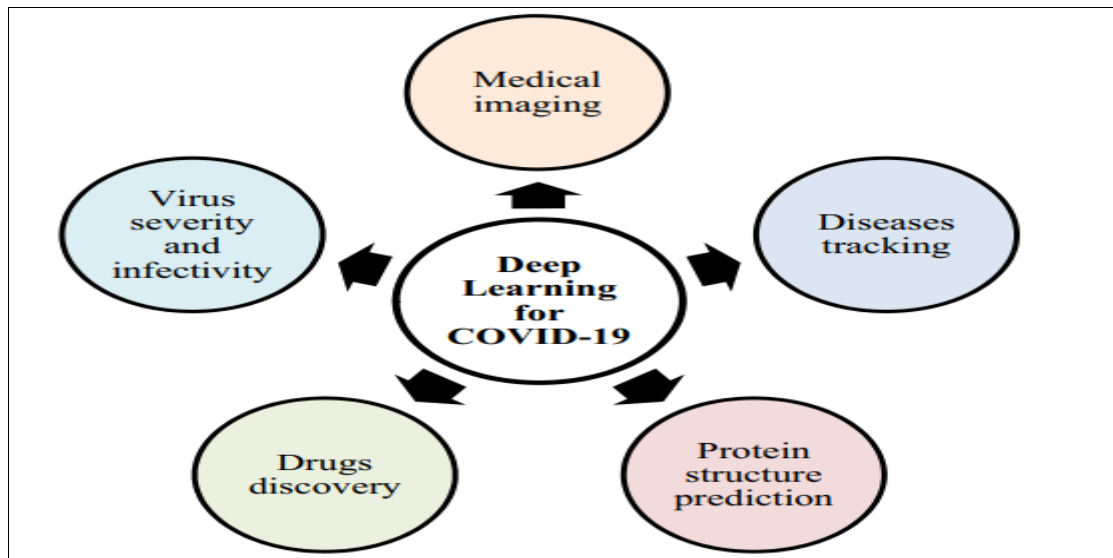 Medical
imaging
Virus
severity
and
infectivity
Diseases
tracking
Deep
Learning
for
COVID-19
Drugs
discovery
Protein
structure
prediction